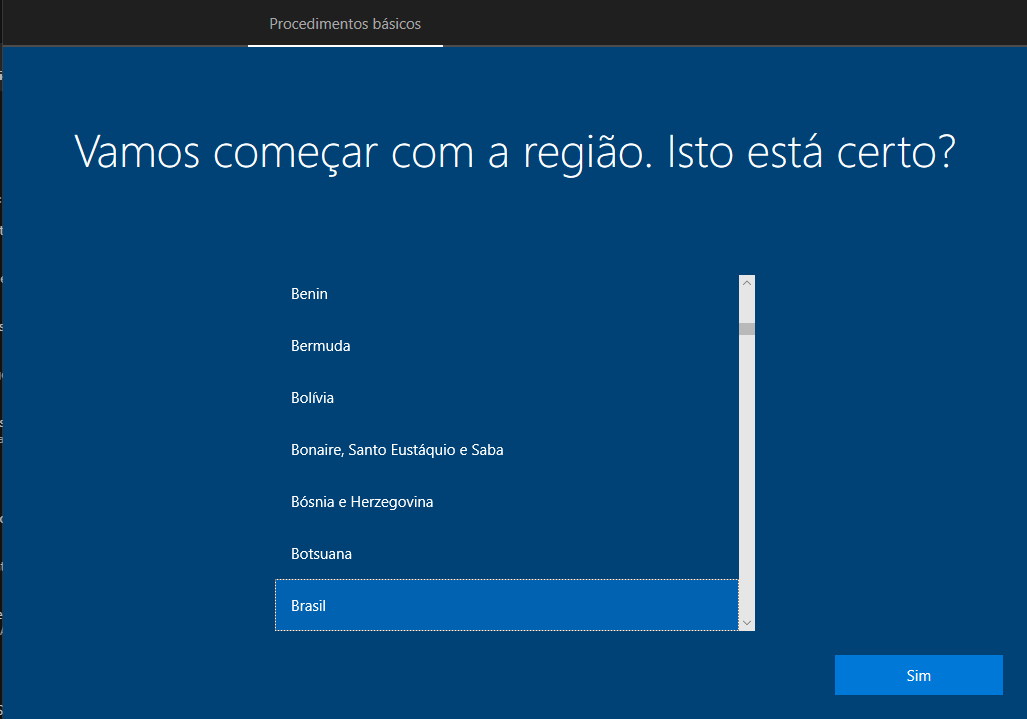 Procedimentos básicos
Vamos começar com a região. Isto está certo?
Benin
Bermuda
Bolívia
Bonaire, Santo Eustáquio e Saba
Bósnia e Herzegovina
Botsuana
Brasil
Sim